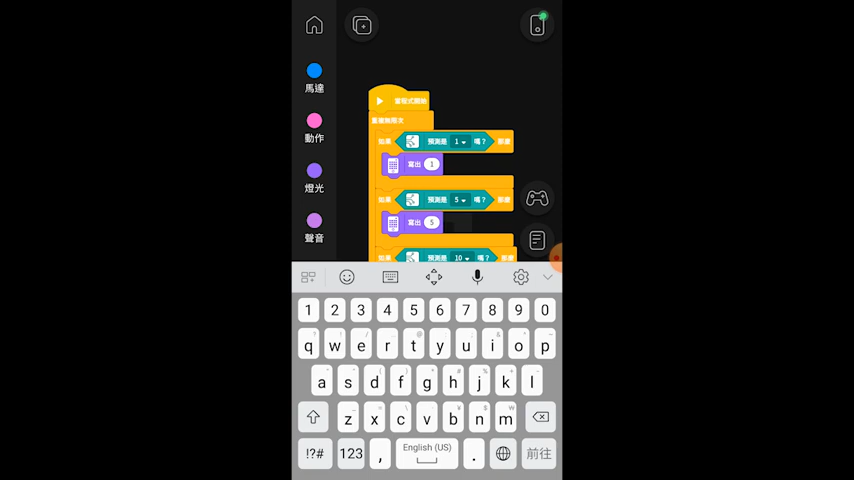 馬達
動作
燈光
聲音
當程式開始
重複無限次
如果 預測是 1 嗎? 那麼
寫出 1
如果 預測是 5 嗎? 那麼
寫出 5
如果 預測是 10 嗎? 那麼
1 2 3 4 5 6 7 8 9 0
q w e r t y u i o p
a s d f g h j k l
z x c v b n m
!?# 123 , English (US) . 前往